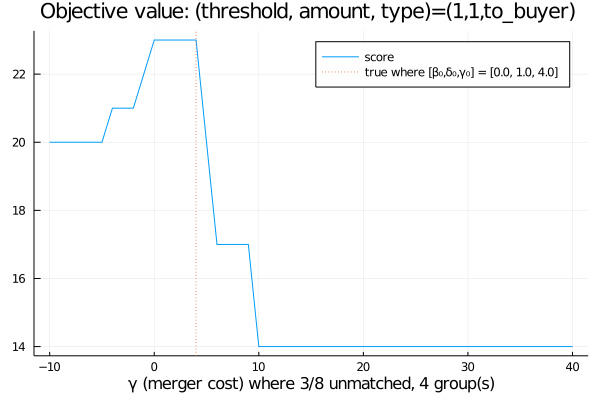 Objective value: (threshold, amount, type)=(1,1,to_buyer)
score
true where [β₀,δ₀,γ₀] = [0.0, 1.0, 4.0]
22
20
18
16
14
−10
0
10
20
30
40
γ (merger cost) where 3/8 unmatched, 4 group(s)